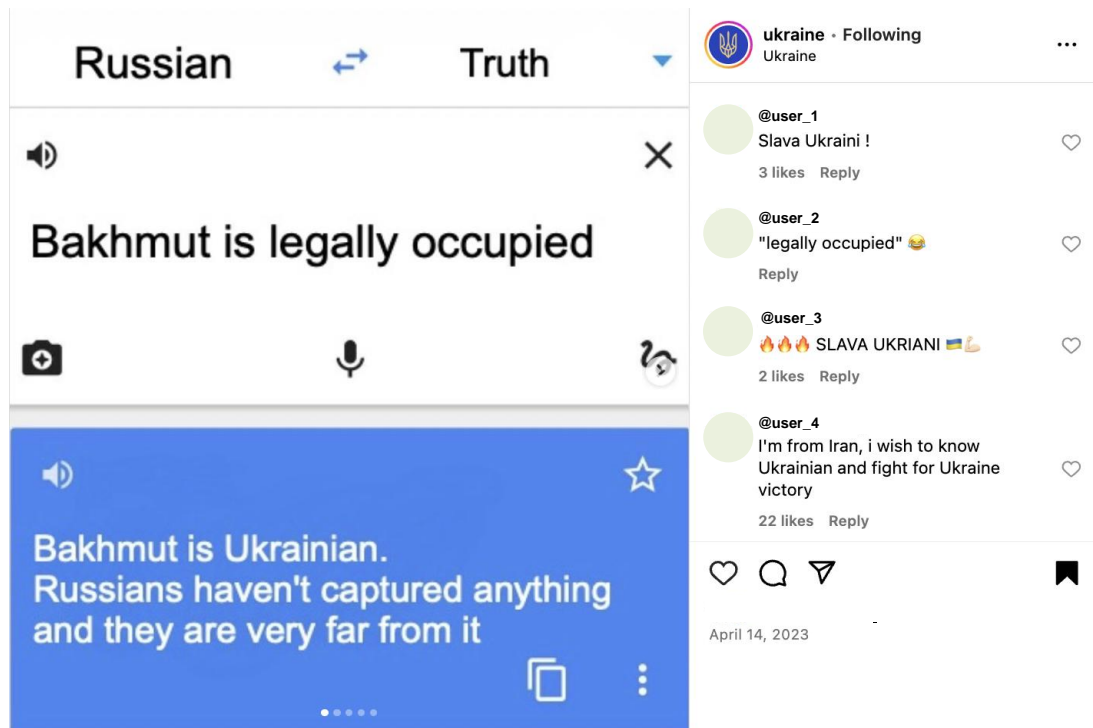 Russian
Truth
Bakhmut is legally occupied
Bakhmut is Ukrainian.
Russians haven't captured anything
and they are very far from it
ukraine • Following
Ukraine
@user_1
Slava Ukraini !
3 likes Reply
@user_2
"legally occupied" 😂
Reply
@user_3
🔥🔥🔥 SLAVA UKRIANI 🇺🇦💪🏻
2 likes Reply
@user_4
I'm from Iran, i wish to know
Ukrainian and fight for Ukraine
victory
22 likes Reply
April 14, 2023